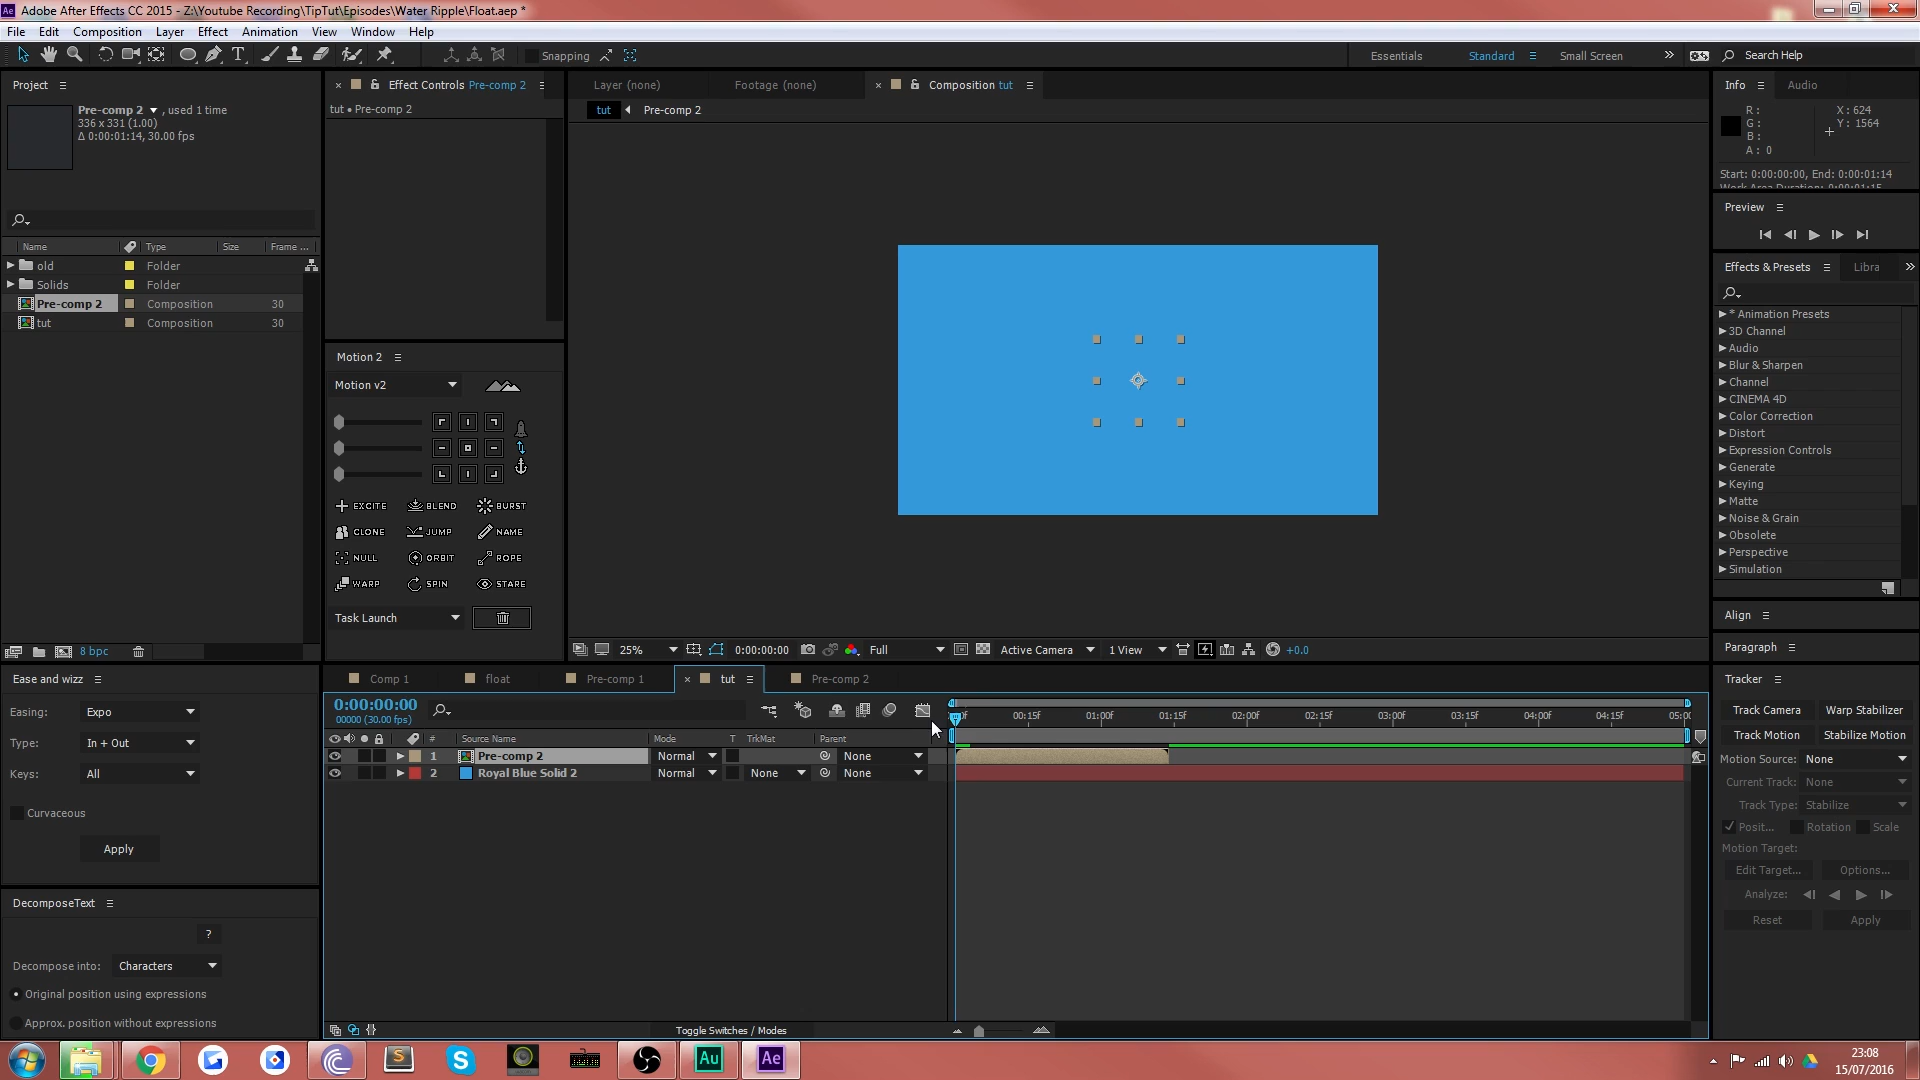 Adobe After Effects CC 2015 - Z:\Youtube Recording\TipTut\Episodes\Water Ripple\Float.aep *
File Edit Composition Layer Effect Animation View Window Help
Snapping Essentials Standard Small Screen Search Help
Project
Pre-comp 2 , used 1 time
336 x 331 (1.00)
Δ 0:00:01:14, 30.00 fps
Name Type Size Frame ...
old Folder
Solids Folder
Pre-comp 2 Composition 30
tut Composition 30
8 bpc
Effect Controls Pre-comp 2
tut • Pre-comp 2
Motion 2
Motion v2
EXCITE BLEND BURST
CLONE JUMP NAME
NULL ORBIT ROPE
WARP SPIN STARE
Task Launch
Layer (none) Footage (none) Composition tut
tut Pre-comp 2
25% 0:00:00:00 Full Active Camera 1 View +0.0
Info Audio
R :
G :
B :
A : 0
X : 624
Y : 1564
Start: 0:00:00:00, End: 0:00:01:14
Work Area Duration: 0:00:01:15
Preview
Effects & Presets Libra
* Animation Presets
3D Channel
Audio
Blur & Sharpen
Channel
CINEMA 4D
Color Correction
Distort
Expression Controls
Generate
Keying
Matte
Noise & Grain
Obsolete
Perspective
Simulation
Align
Paragraph
Tracker
Track Camera Warp Stabilizer
Track Motion Stabilize Motion
Motion Source: None
Current Track: None
Track Type: Stabilize
Posit... Rotation Scale
Motion Target:
Edit Target... Options...
Analyze:
Reset Apply
Ease and wizz
Easing: Expo
Type: In + Out
Keys: All
Curvaceous
Apply
DecomposeText
?
Decompose into: Characters
Original position using expressions
Approx. position without expressions
Comp 1 float Pre-comp 1 tut Pre-comp 2
0:00:00:00
00000 (30.00 fps)
00:15f 01:00f 01:15f 02:00f 02:15f 03:00f 03:15f 04:00f 04:15f 05:00
# Source Name Mode T TrkMat Parent
1 Pre-comp 2 Normal None
2 Royal Blue Solid 2 Normal None None
Toggle Switches / Modes
S Au Ae
23:08
15/07/2016